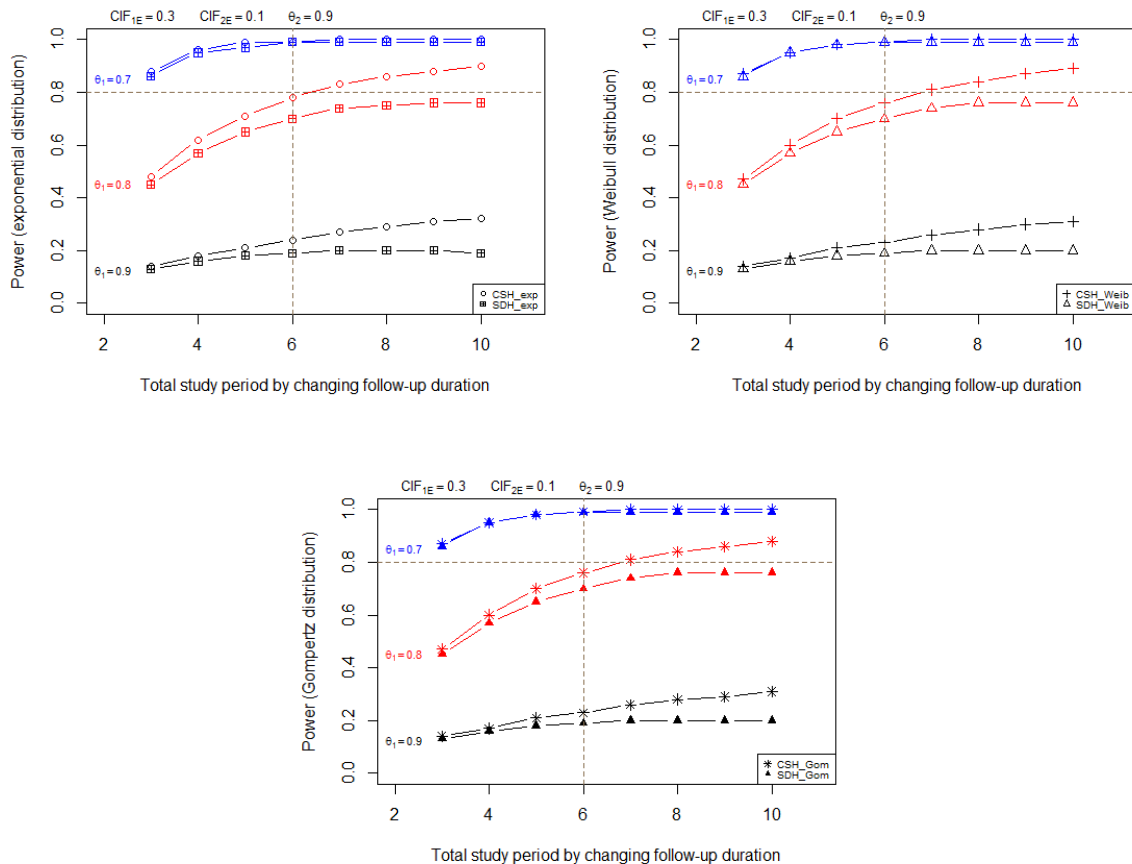 CIF1E = 0.3 CIF2E = 0.1 θ2 = 0.9
Power (exponential distribution)
1.0
0.8
0.6
0.4
0.2
0.0
θ1 = 0.7
θ1 = 0.8
θ1 = 0.9
CSH_exp
SDH_exp
2 4 6 8 10
Total study period by changing follow-up duration
CIF1E = 0.3 CIF2E = 0.1 θ2 = 0.9
Power (Weibull distribution)
1.0
0.8
0.6
0.4
0.2
0.0
θ1 = 0.7
θ1 = 0.8
θ1 = 0.9
CSH_Weib
SDH_Weib
2 4 6 8 10
Total study period by changing follow-up duration
CIF1E = 0.3 CIF2E = 0.1 θ2 = 0.9
Power (Gompertz distribution)
1.0
0.8
0.6
0.4
0.2
0.0
θ1 = 0.7
θ1 = 0.8
θ1 = 0.9
CSH_Gom
SDH_Gom
2 4 6 8 10
Total study period by changing follow-up duration